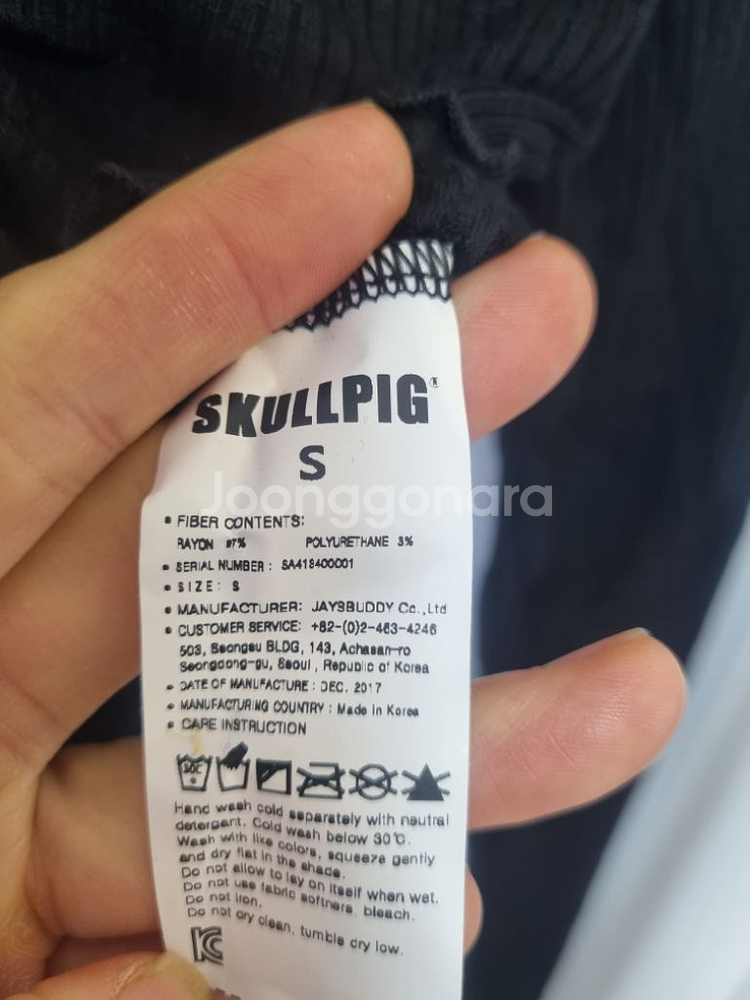 SKULLPIG®
S
Joonggonara
• FIBER CONTENTS:
RAYON 97% POLYURETHANE 3%
• SERIAL NUMBER : SA418400001
• SIZE: S
• MANUFACTURER: JAYSBUDDY Co.,Ltd
• CUSTOMER SERVICE: +82-(0)2-463-4246
503, Seongsu BLDG, 143, Achasan-ro
Seongdong-gu, Seoul , Republic of Korea
• DATE OF MANUFACTURE : DEC. 2017
• MANUFACTURING COUNTRY : Made in Korea
• CARE INSTRUCTION
30C
Hand wash cold separately with neutral
detergent. Cold wash below 30℃.
Wash with like colors, squeeze gently
and dry flat in the shade.
Do not allow to lay on itself when wet.
Do not use fabric softners, bleach.
Do not iron.
Do not dry clean, tumble dry low.
KC